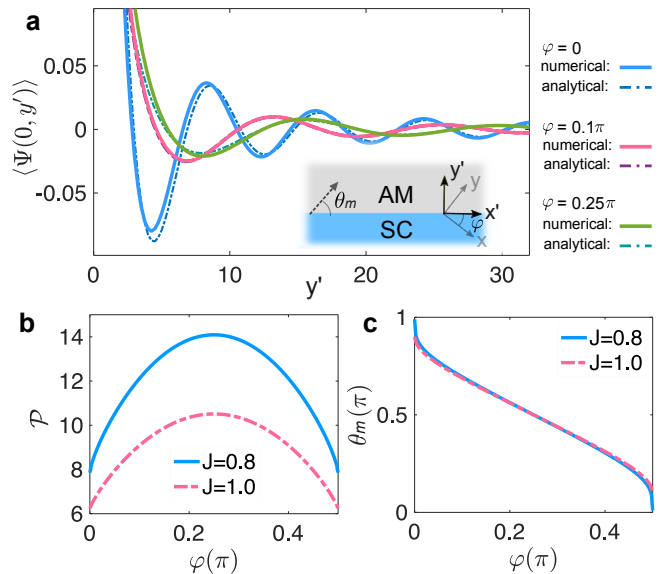 a
⟨Ψ(0, y′)⟩
0.05
0
-0.05
0
10
20
30
y'
θm
AM
SC
y'
y
x'
φ
x
φ = 0
numerical:
analytical:
φ = 0.1π
numerical:
analytical:
φ = 0.25π
numerical:
analytical:
b
𝒫
14
12
10
8
6
J=0.8
J=1.0
0
0.2
0.4
φ(π)
c
θm(π)
1
0.5
0
J=0.8
J=1.0
0
0.2
0.4
φ(π)